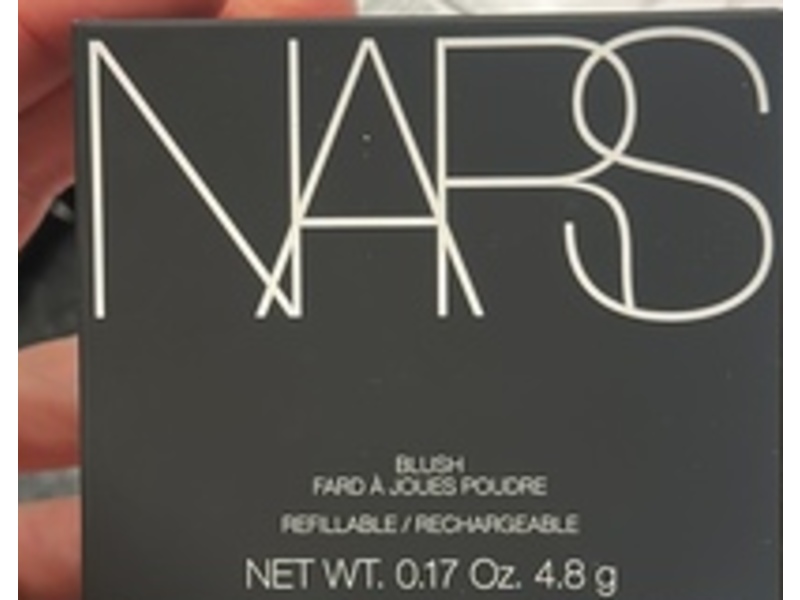 NARS
BLUSH
FARD À JOUES POUDRE
REFILLABLE / RECHARGEABLE
NET WT. 0.17 Oz. 4.8 g